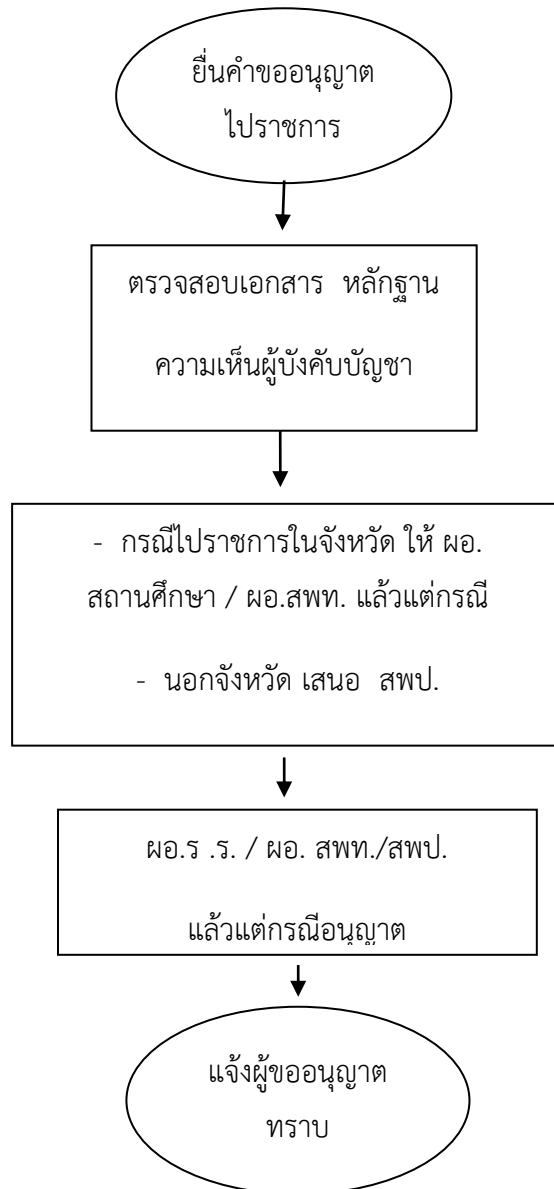 ยื่นคำขออนุญาต
ไปราชการ
ตรวจสอบเอกสาร หลักฐาน
ความเห็นผู้บังคับบัญชา
- กรณีไปราชการในจังหวัด ให้ ผอ.
สถานศึกษา / ผอ.สพท. แล้วแต่กรณี
- นอกจังหวัด เสนอ สพป.
ผอ.ร .ร. / ผอ. สพท./สพป.
แล้วแต่กรณีอนุญาต
แจ้งผู้ขออนุญาต
ทราบ